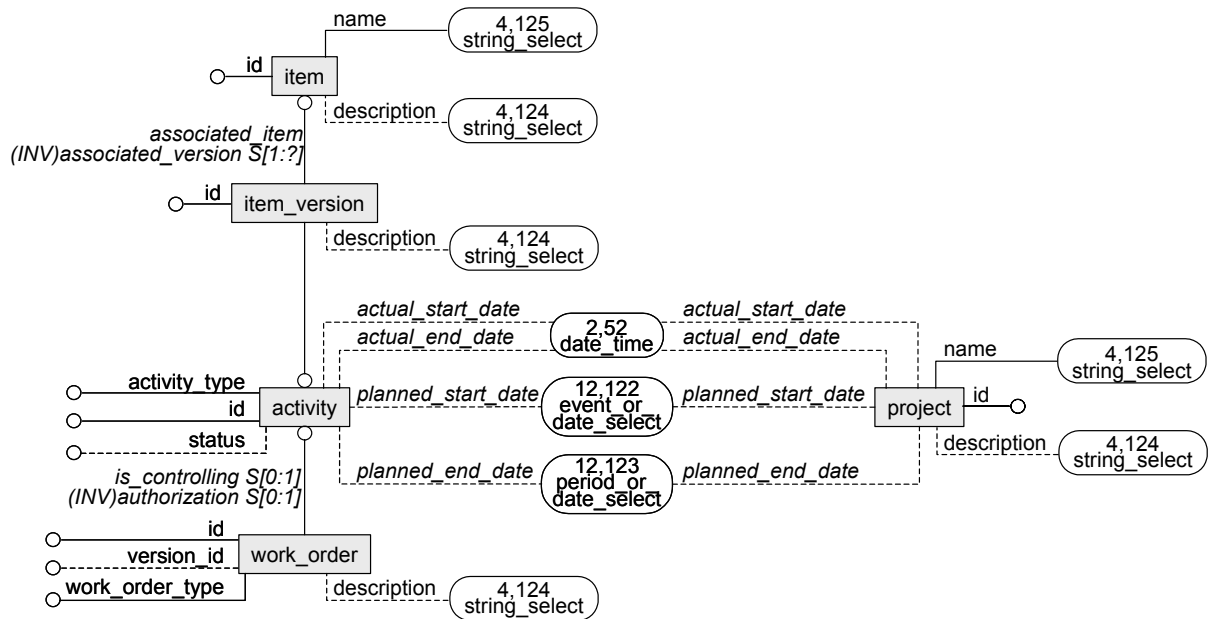 name
4,125
string_select
id
item
description
4,124
string_select
associated_item
(INV)associated_version S[1:?]
id
item_version
description
4,124
string_select
actual_start_date
actual_start_date
2,52
date_time
actual_end_date
actual_end_date
name
4,125
string_select
activity_type
id
status
activity
planned_start_date
12,122
event_or_
date_select
planned_start_date
project
id
description
4,124
string_select
planned_end_date
12,123
period_or_
date_select
planned_end_date
is_controlling S[0:1]
(INV)authorization S[0:1]
id
version_id
work_order_type
work_order
description
4,124
string_select